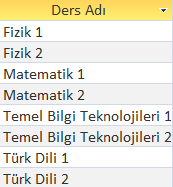 Ders Adı
Fizik 1
Fizik 2
Matematik 1
Matematik 2
Temel Bilgi Teknolojileri 1
Temel Bilgi Teknolojileri 2
Türk Dili 1
Türk Dili 2